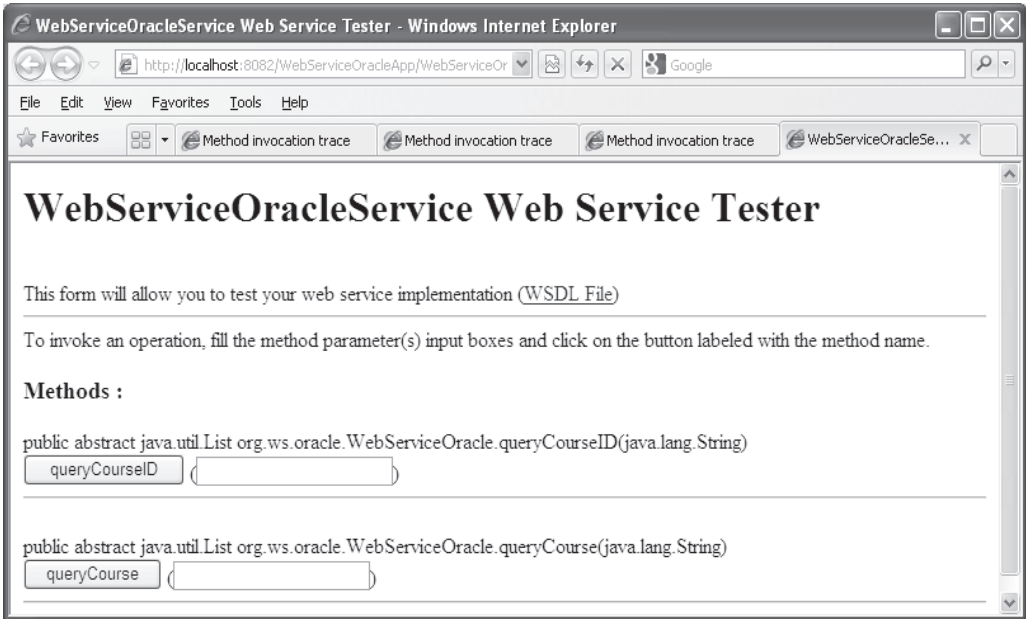 WebServiceOracleService Web Service Tester - Windows Internet Explorer
http://localhost:8082/WebServiceOracleApp/WebServiceOr
Google
File Edit View Favorites Tools Help
Favorites
Method invocation trace
Method invocation trace
Method invocation trace
WebServiceOracleSe...
WebServiceOracleService Web Service Tester
This form will allow you to test your web service implementation (WSDL File)
To invoke an operation, fill the method parameter(s) input boxes and click on the button labeled with the method name.
Methods :
public abstract java.util.List org.ws.oracle.WebServiceOracle.queryCourseID(java.lang.String)
queryCourseID ( )
public abstract java.util.List org.ws.oracle.WebServiceOracle.queryCourse(java.lang.String)
queryCourse ( )